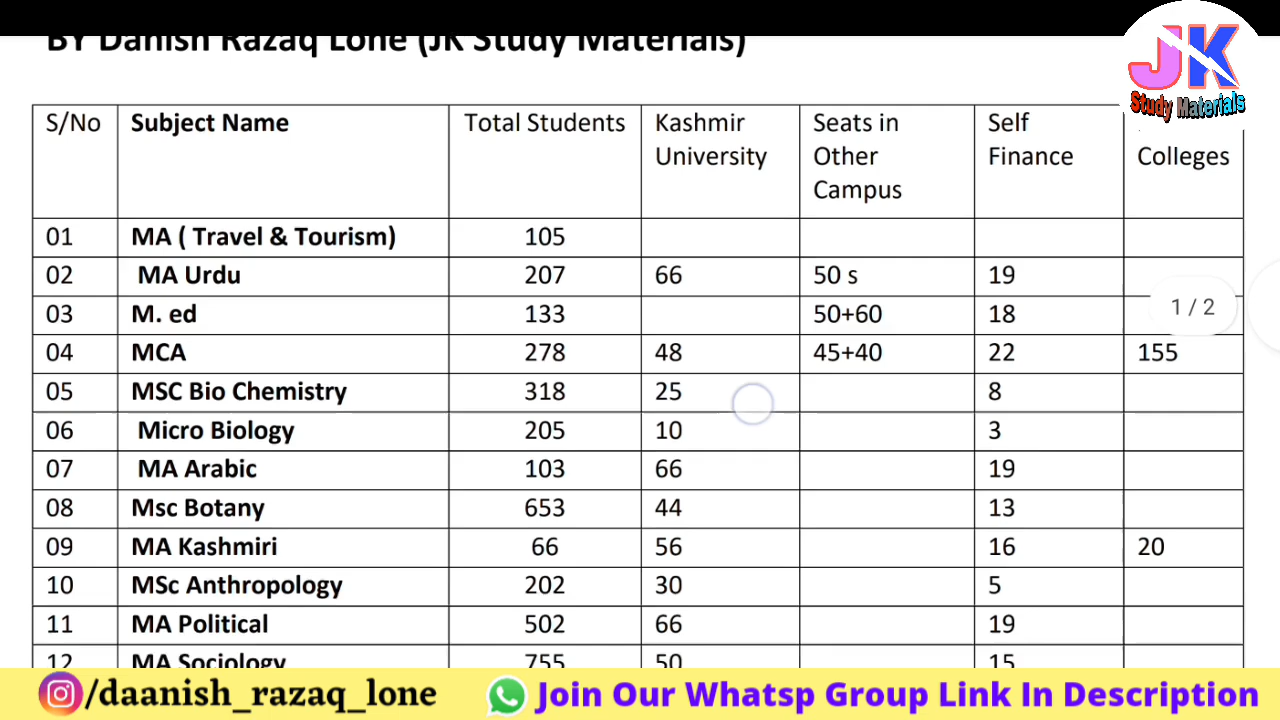 BY Danish Razaq Lone (JK Study Materials)
JK
Study Materials
S/No Subject Name Total Students Kashmir University Seats in Other Campus Self Finance Colleges
01 MA ( Travel & Tourism) 105
02 MA Urdu 207 66 50 s 19
03 M. ed 133 50+60 18
1 / 2
04 MCA 278 48 45+40 22 155
05 MSC Bio Chemistry 318 25 8
06 Micro Biology 205 10 3
07 MA Arabic 103 66 19
08 Msc Botany 653 44 13
09 MA Kashmiri 66 56 16 20
10 MSc Anthropology 202 30 5
11 MA Political 502 66 19
12 MA Sociology 755 50 15
/daanish_razaq_lone Join Our Whatsp Group Link In Description